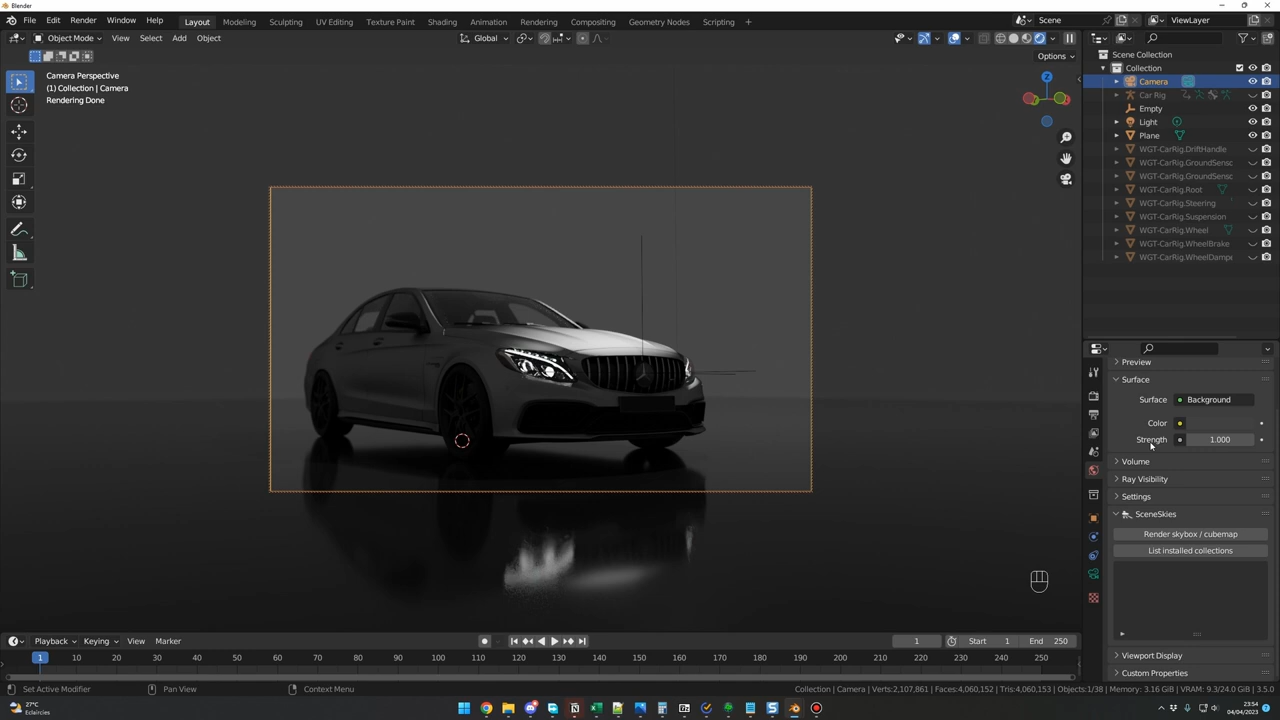 Blender
File Edit Render Window Help Layout Modeling Sculpting UV Editing Texture Paint Shading Animation Rendering Compositing Geometry Nodes Scripting + Scene ViewLayer
Object Mode View Select Add Object Global
Options
Camera Perspective
(1) Collection | Camera
Rendering Done
Z
Scene Collection
Collection
Camera
Car Rig
Empty
Light
Plane
WGT-CarRig.DriftHandle
WGT-CarRig.GroundSensc
WGT-CarRig.GroundSensc
WGT-CarRig.Root
WGT-CarRig.Steering
WGT-CarRig.Suspension
WGT-CarRig.Wheel
WGT-CarRig.WheelBrake
WGT-CarRig.WheelDampe
Preview
Surface
Surface Background
Color
Strength 1.000
Volume
Ray Visibility
Settings
SceneSkies
Render skybox / cubemap
List installed collections
Viewport Display
Custom Properties
Playback Keying View Marker 1 Start 1 End 250
1 10 20 30 40 50 60 70 80 90 100 110 120 130 140 150 160 170 180 190 200 210 220 230 240 250
Set Active Modifier Pan View Context Menu Collection | Camera | Verts:2,107,861 | Faces:4,060,152 | Tris:4,060,153 | Objects:1/38 | Memory: 3.16 GiB | VRAM: 9.3/24.0 GiB | 3.5.0
27°C
Eclaircies
23:54
04/04/2023